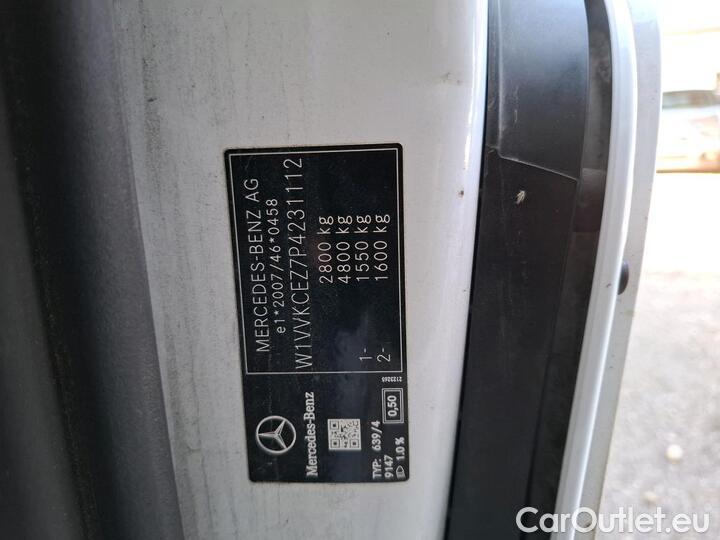 MERCEDES-BENZ AG
e1*2007/46*0458
W1VVKCEZ7P4231112
2800 kg
4800 kg
1- 1550 kg
2- 1600 kg
2123265
Mercedes-Benz
TYP: 639/4
9147
1.0 %
0,50
CarOutlet.eu